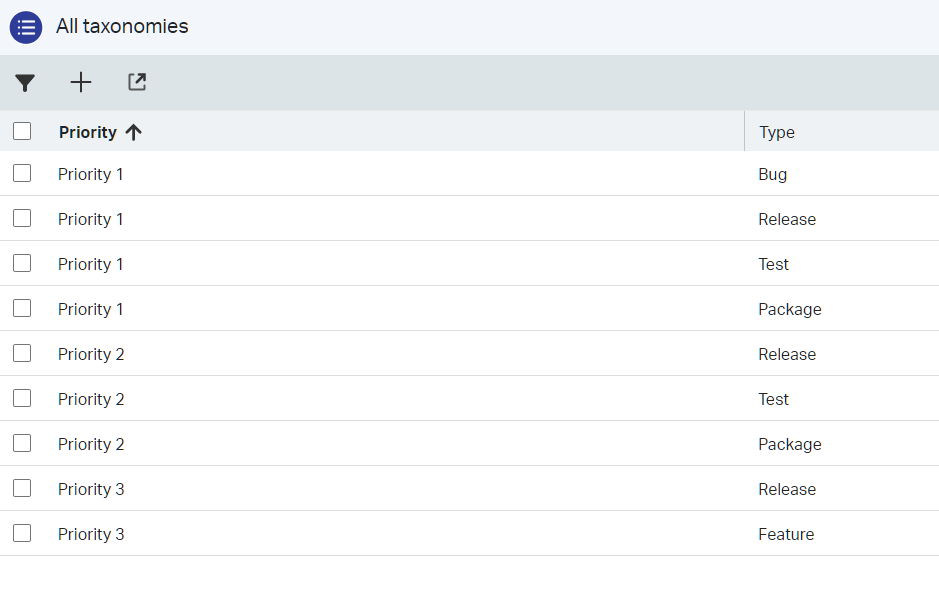 All taxonomies
Priority Type
Priority 1 Bug
Priority 1 Release
Priority 1 Test
Priority 1 Package
Priority 2 Release
Priority 2 Test
Priority 2 Package
Priority 3 Release
Priority 3 Feature